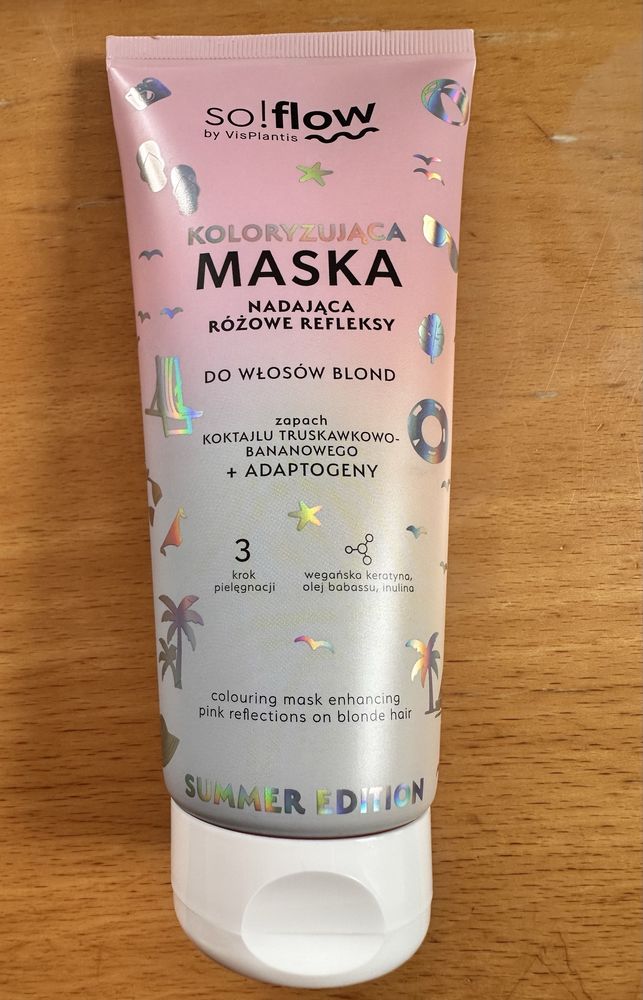 so!flow
by VisPlantis
KOLORYZUJĄCA
MASKA
NADAJĄCA
RÓŻOWE REFLEKSY
DO WŁOSÓW BLOND
zapach
KOKTAJLU TRUSKAWKOWO-
BANANOWEGO
+ ADAPTOGENY
3
krok
pielęgnacji
wegańska keratyna,
olej babassu, inulina
colouring mask enhancing
pink reflections on blonde hair
SUMMER EDITION